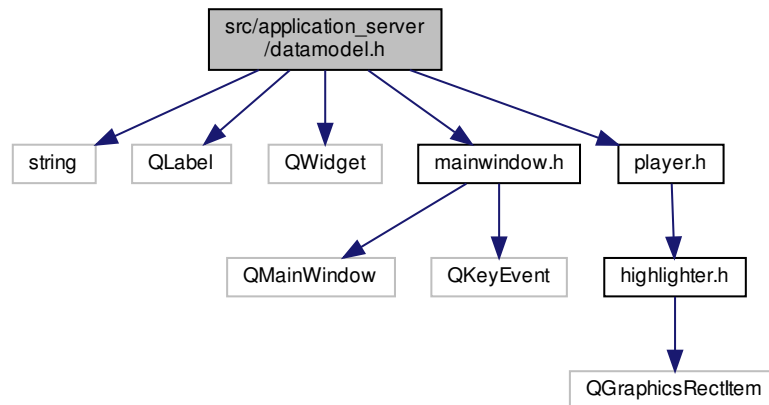 src/application_server
/datamodel.h
string
QLabel
QWidget
mainwindow.h
player.h
QMainWindow
QKeyEvent
highlighter.h
QGraphicsRectItem